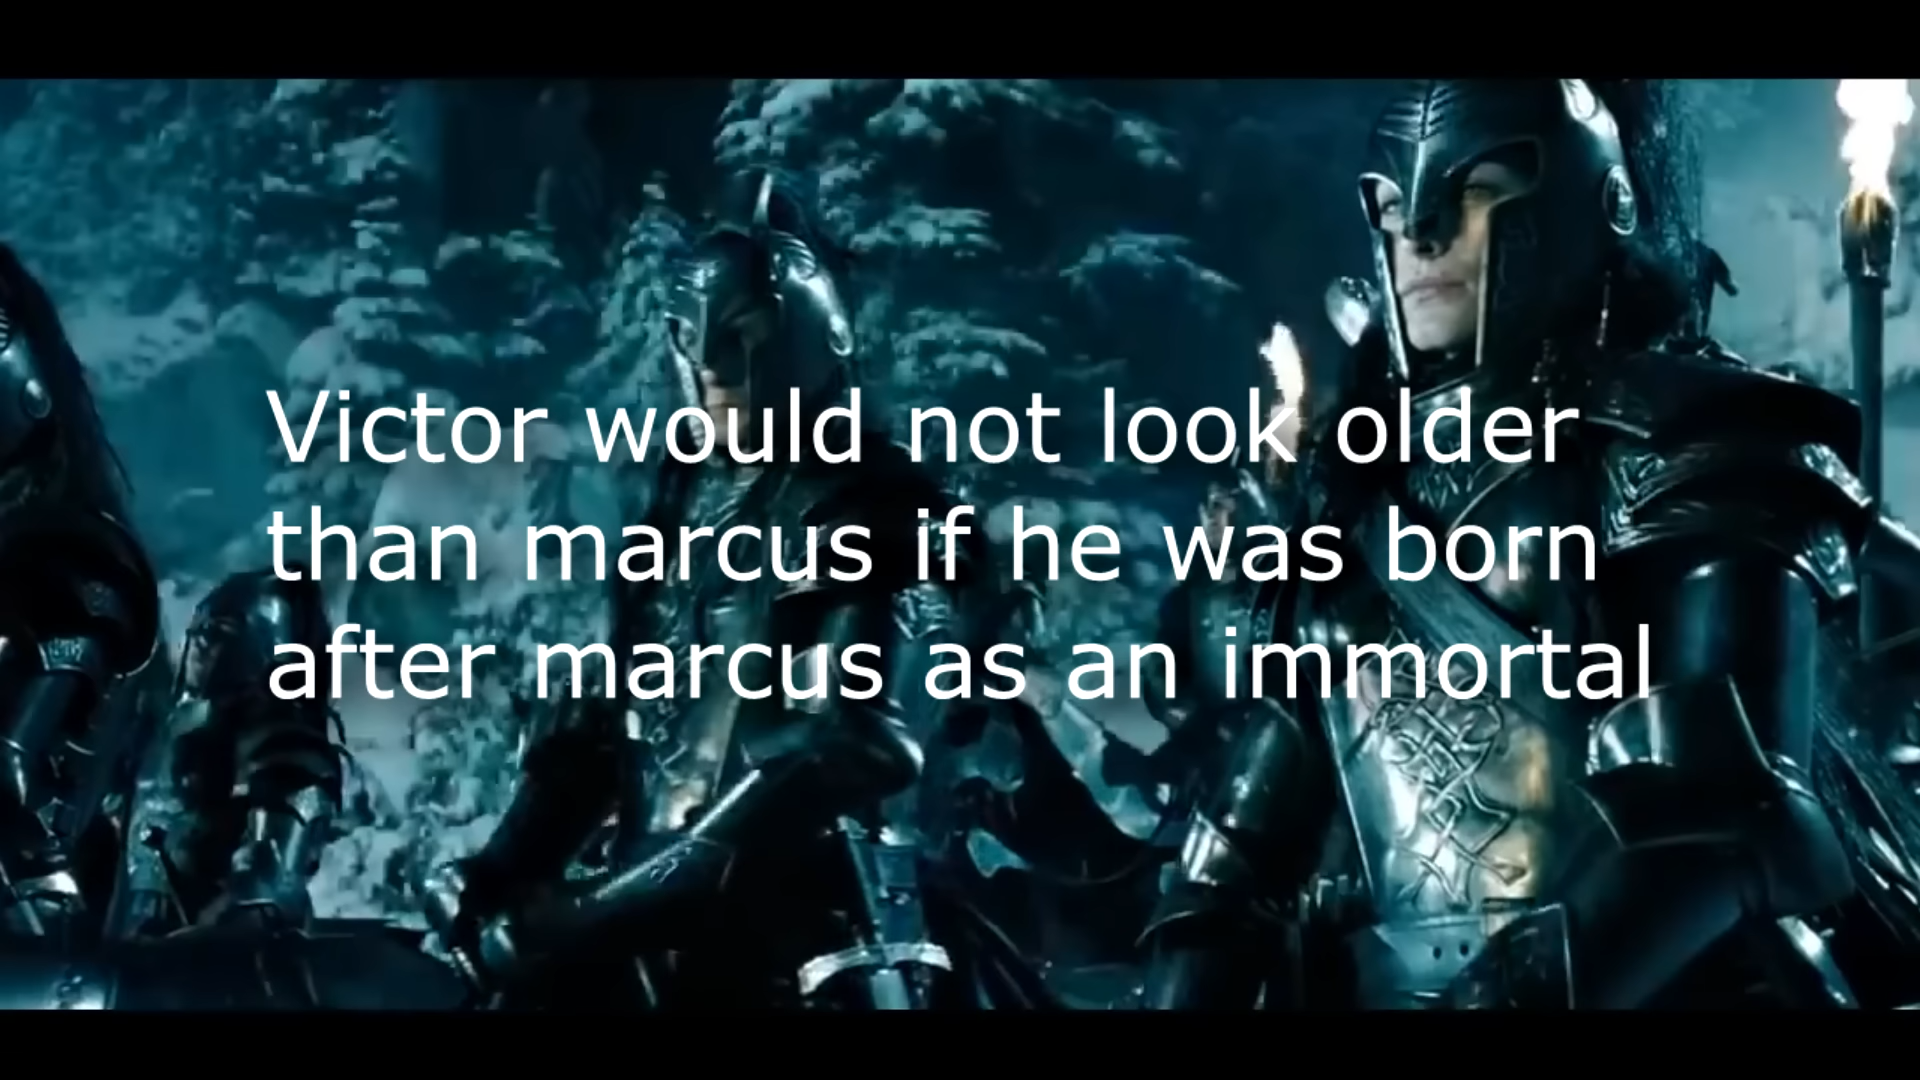 Victor would not look older
than marcus if he was born
after marcus as an immortal